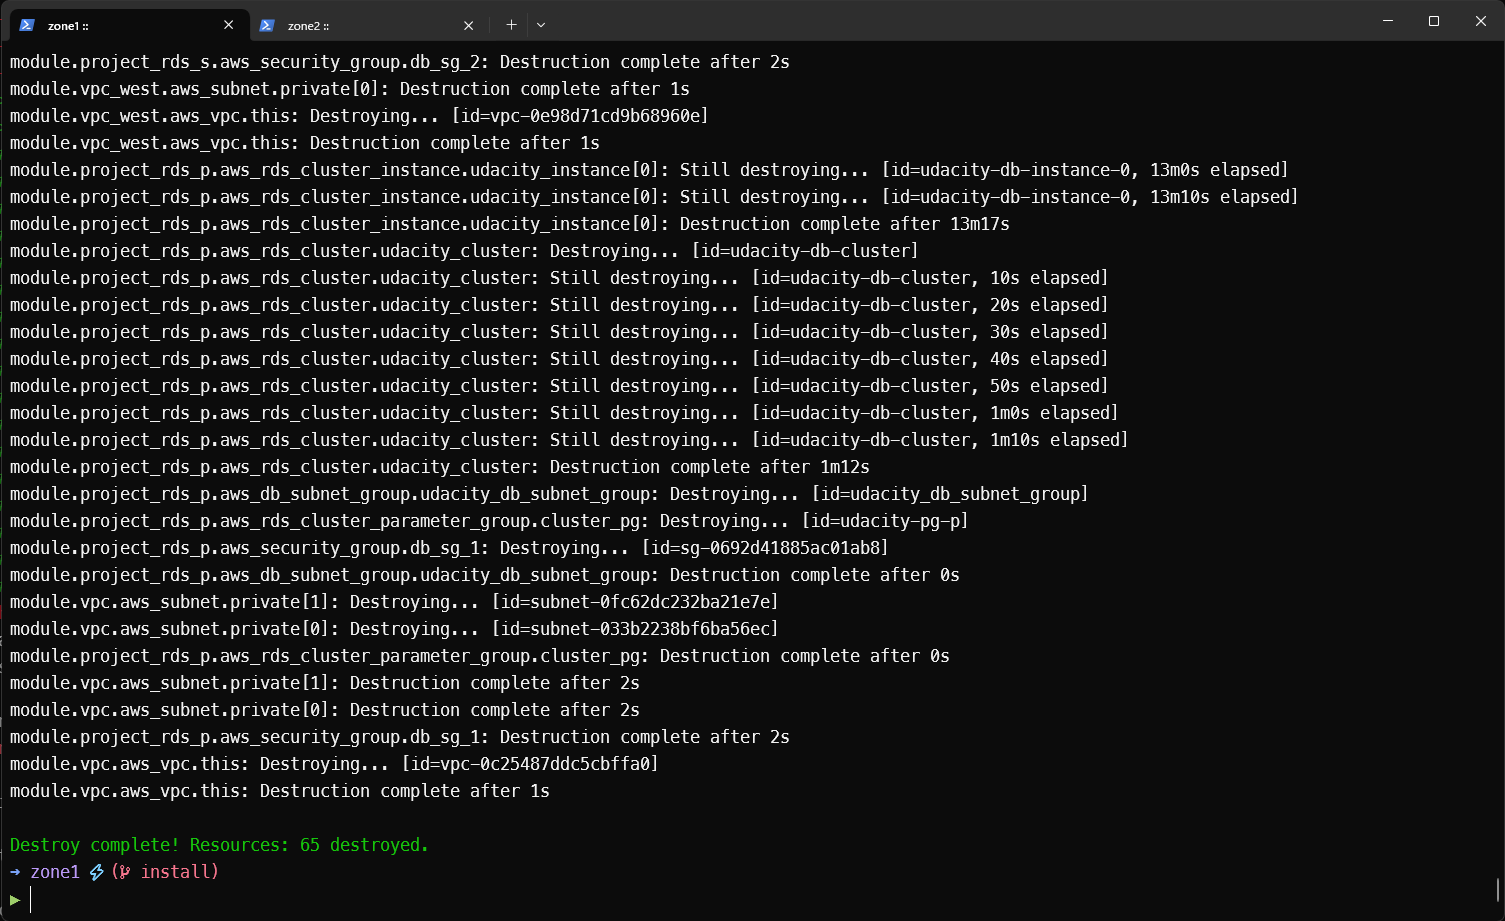 zone1 ::
zone2 ::
module.project_rds_s.aws_security_group.db_sg_2: Destruction complete after 2s
module.vpc_west.aws_subnet.private[0]: Destruction complete after 1s
module.vpc_west.aws_vpc.this: Destroying... [id=vpc-0e98d71cd9b68960e]
module.vpc_west.aws_vpc.this: Destruction complete after 1s
module.project_rds_p.aws_rds_cluster_instance.udacity_instance[0]: Still destroying... [id=udacity-db-instance-0, 13m0s elapsed]
module.project_rds_p.aws_rds_cluster_instance.udacity_instance[0]: Still destroying... [id=udacity-db-instance-0, 13m10s elapsed]
module.project_rds_p.aws_rds_cluster_instance.udacity_instance[0]: Destruction complete after 13m17s
module.project_rds_p.aws_rds_cluster.udacity_cluster: Destroying... [id=udacity-db-cluster]
module.project_rds_p.aws_rds_cluster.udacity_cluster: Still destroying... [id=udacity-db-cluster, 10s elapsed]
module.project_rds_p.aws_rds_cluster.udacity_cluster: Still destroying... [id=udacity-db-cluster, 20s elapsed]
module.project_rds_p.aws_rds_cluster.udacity_cluster: Still destroying... [id=udacity-db-cluster, 30s elapsed]
module.project_rds_p.aws_rds_cluster.udacity_cluster: Still destroying... [id=udacity-db-cluster, 40s elapsed]
module.project_rds_p.aws_rds_cluster.udacity_cluster: Still destroying... [id=udacity-db-cluster, 50s elapsed]
module.project_rds_p.aws_rds_cluster.udacity_cluster: Still destroying... [id=udacity-db-cluster, 1m0s elapsed]
module.project_rds_p.aws_rds_cluster.udacity_cluster: Still destroying... [id=udacity-db-cluster, 1m10s elapsed]
module.project_rds_p.aws_rds_cluster.udacity_cluster: Destruction complete after 1m12s
module.project_rds_p.aws_db_subnet_group.udacity_db_subnet_group: Destroying... [id=udacity_db_subnet_group]
module.project_rds_p.aws_rds_cluster_parameter_group.cluster_pg: Destroying... [id=udacity-pg-p]
module.project_rds_p.aws_security_group.db_sg_1: Destroying... [id=sg-0692d41885ac01ab8]
module.project_rds_p.aws_db_subnet_group.udacity_db_subnet_group: Destruction complete after 0s
module.vpc.aws_subnet.private[1]: Destroying... [id=subnet-0fc62dc232ba21e7e]
module.vpc.aws_subnet.private[0]: Destroying... [id=subnet-033b2238bf6ba56ec]
module.project_rds_p.aws_rds_cluster_parameter_group.cluster_pg: Destruction complete after 0s
module.vpc.aws_subnet.private[1]: Destruction complete after 2s
module.vpc.aws_subnet.private[0]: Destruction complete after 2s
module.project_rds_p.aws_security_group.db_sg_1: Destruction complete after 2s
module.vpc.aws_vpc.this: Destroying... [id=vpc-0c25487ddc5cbffa0]
module.vpc.aws_vpc.this: Destruction complete after 1s
Destroy complete! Resources: 65 destroyed.
→ zone1 ( install)